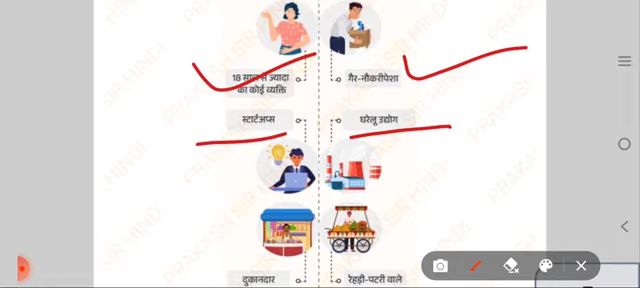 18 साल से ज्यादा
का कोई व्यक्ति
गैर-नौकरीपेशा
स्टार्टअप्स
घरेलू उद्योग
दुकानदार
रेहड़ी-पटरी वाले